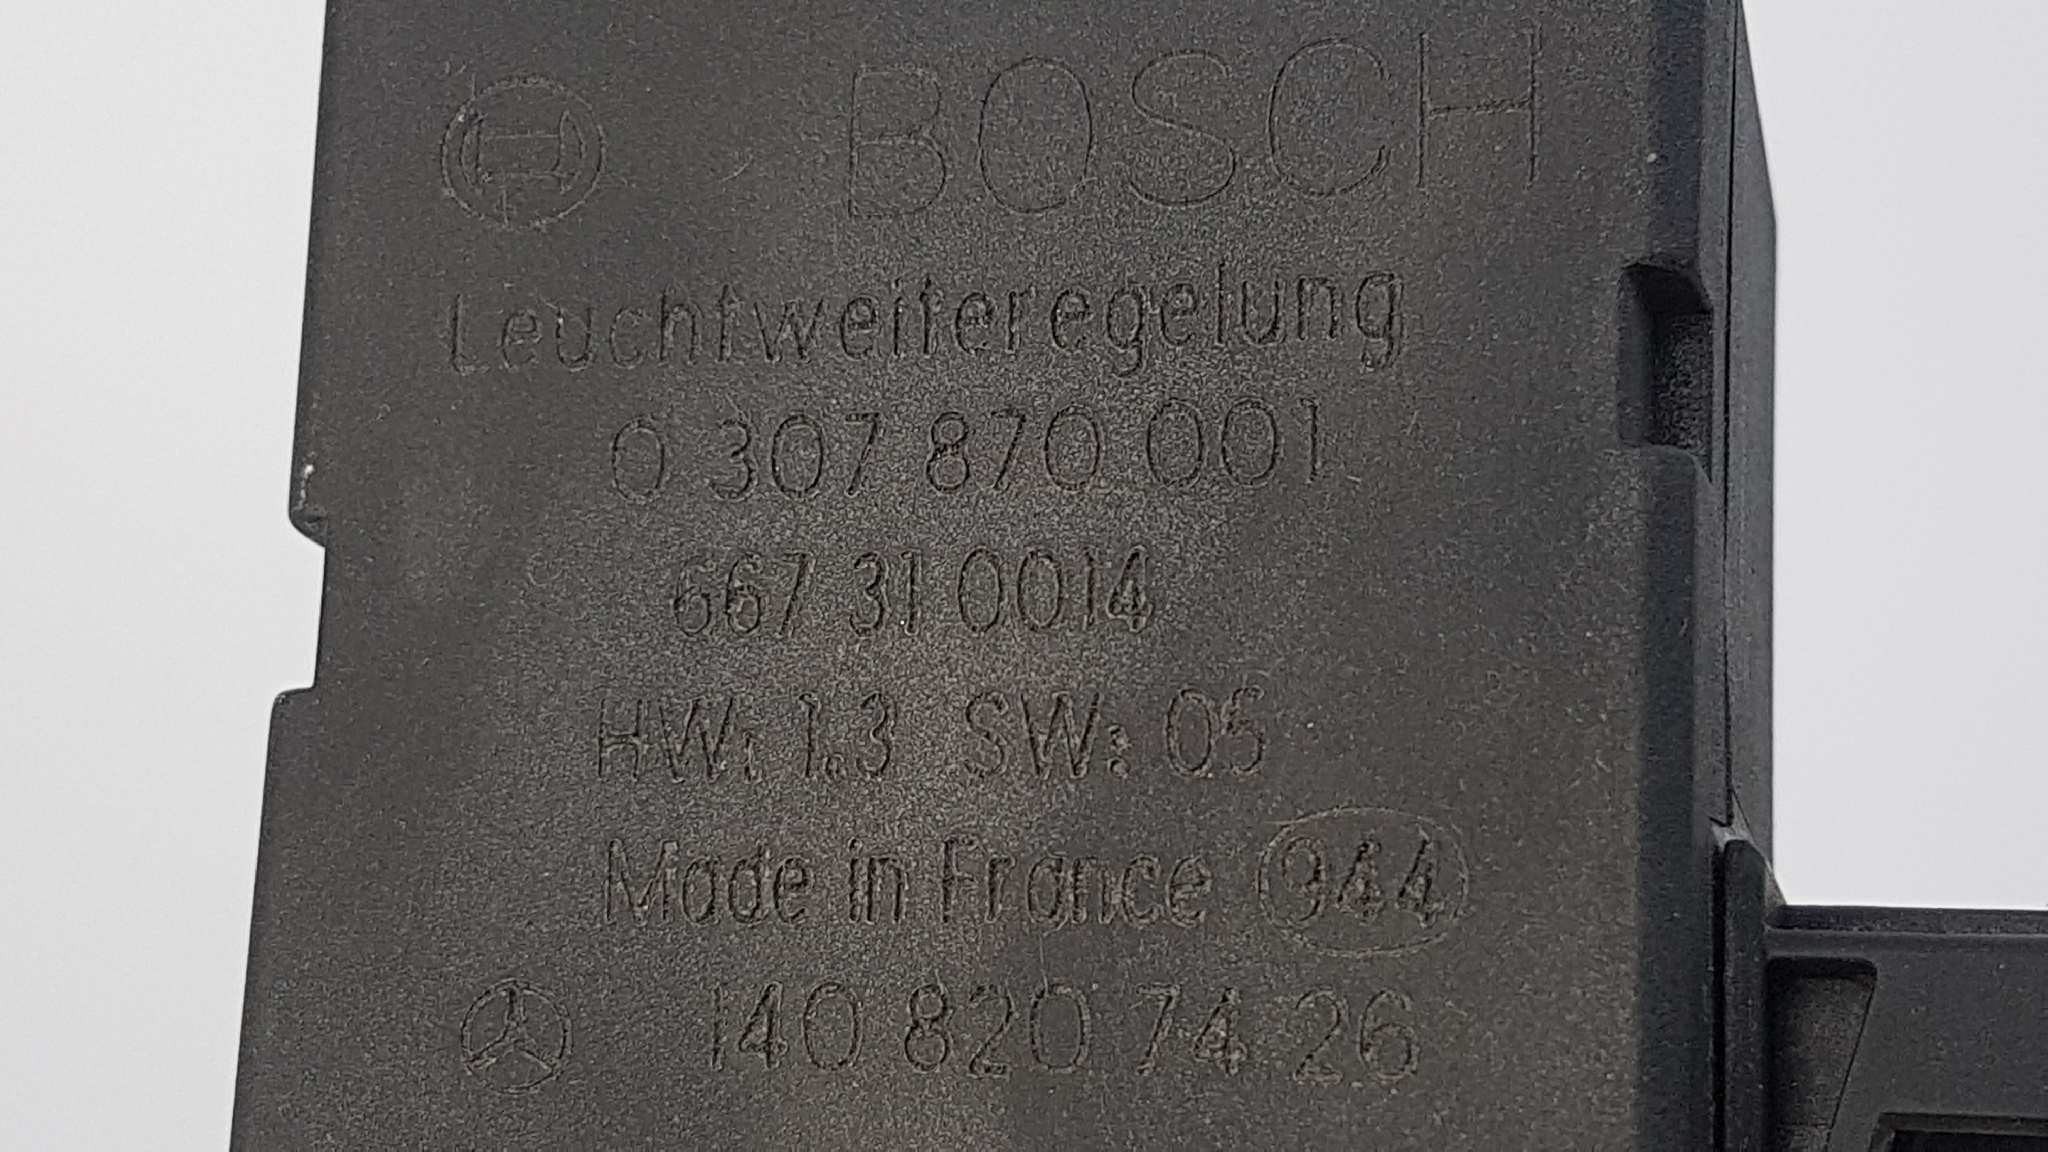 BOSCH
Leuchtweiteregelung
0 307 870 001
667 31 0014
HW: 1.3 SW: 05
Made in France 944
140 820 74 26